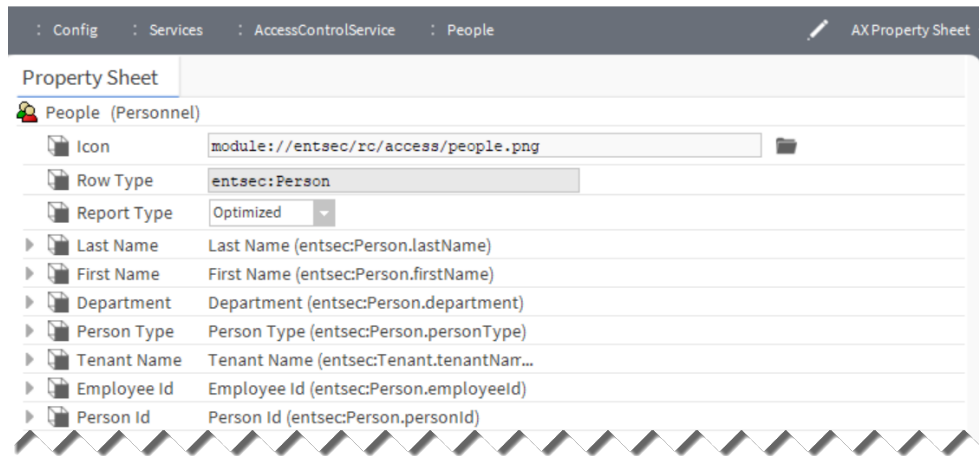 : Config : Services : AccessControlService : People AX Property Sheet
Property Sheet
People (Personnel)
Icon module://entsec/rc/access/people.png
Row Type entsec:Person
Report Type Optimized
Last Name Last Name (entsec:Person.lastName)
First Name First Name (entsec:Person.firstName)
Department Department (entsec:Person.department)
Person Type Person Type (entsec:Person.personType)
Tenant Name Tenant Name (entsec:Tenant.tenantNam...
Employee Id Employee Id (entsec:Person.employeeId)
Person Id Person Id (entsec:Person.personId)